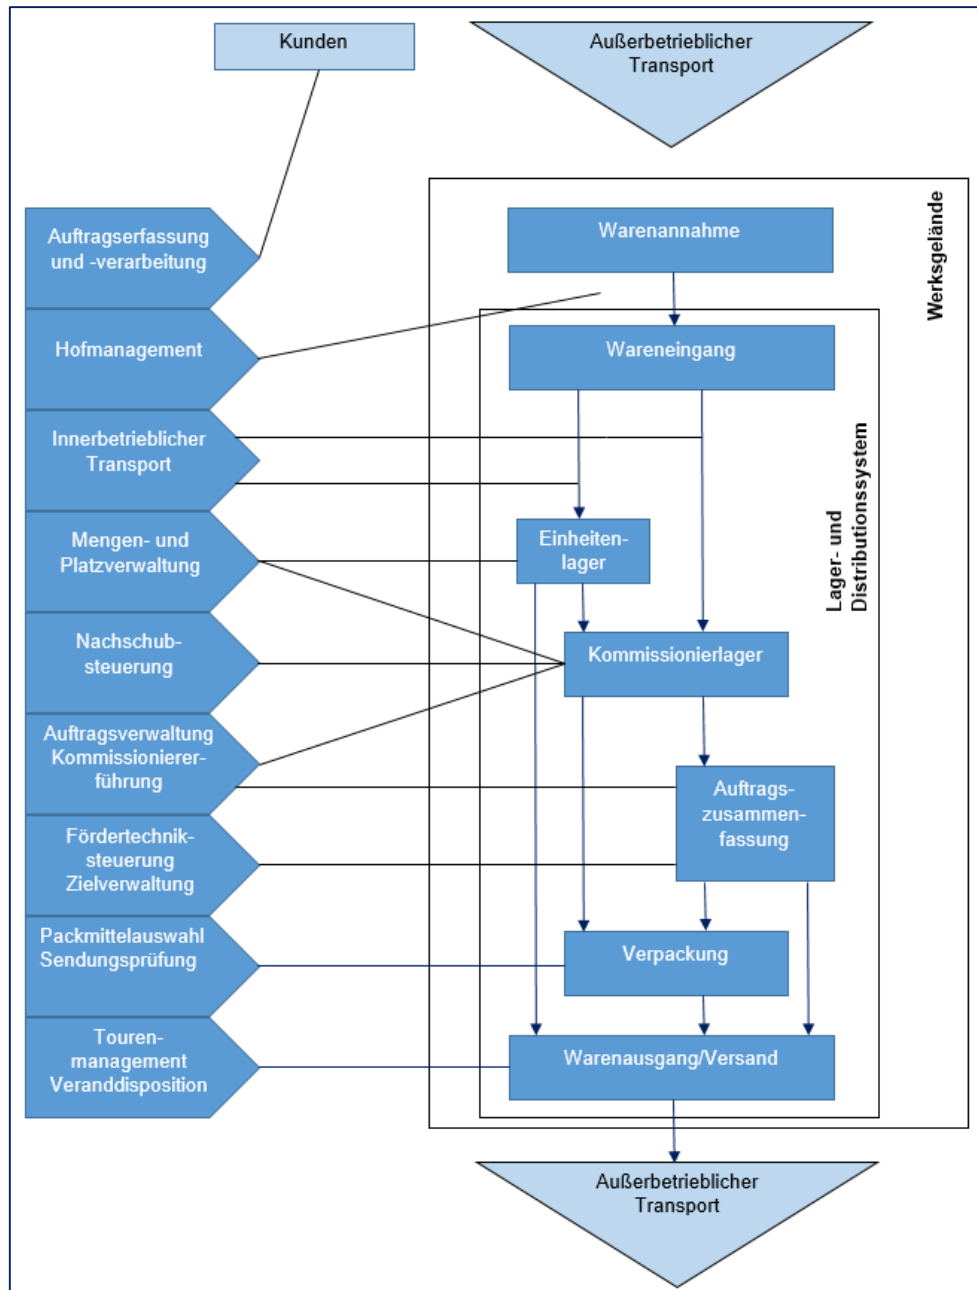 Kunden
Außerbetrieblicher
Transport
Werksgelände
Auftragserfassung
und -verarbeitung
Warenannahme
Hofmanagement
Wareneingang
Lager- und
Distributionssystem
Innerbetrieblicher
Transport
Mengen- und
Platzverwaltung
Einheiten-
lager
Nachschub-
steuerung
Kommissionierlager
Auftragsverwaltung
Kommissionierer-
führung
Auftrags-
zusammen-
fassung
Fördertechnik-
steuerung
Zielverwaltung
Packmittelauswahl
Sendungsprüfung
Verpackung
Touren-
management
Veranddisposition
Warenausgang/Versand
Außerbetrieblicher
Transport